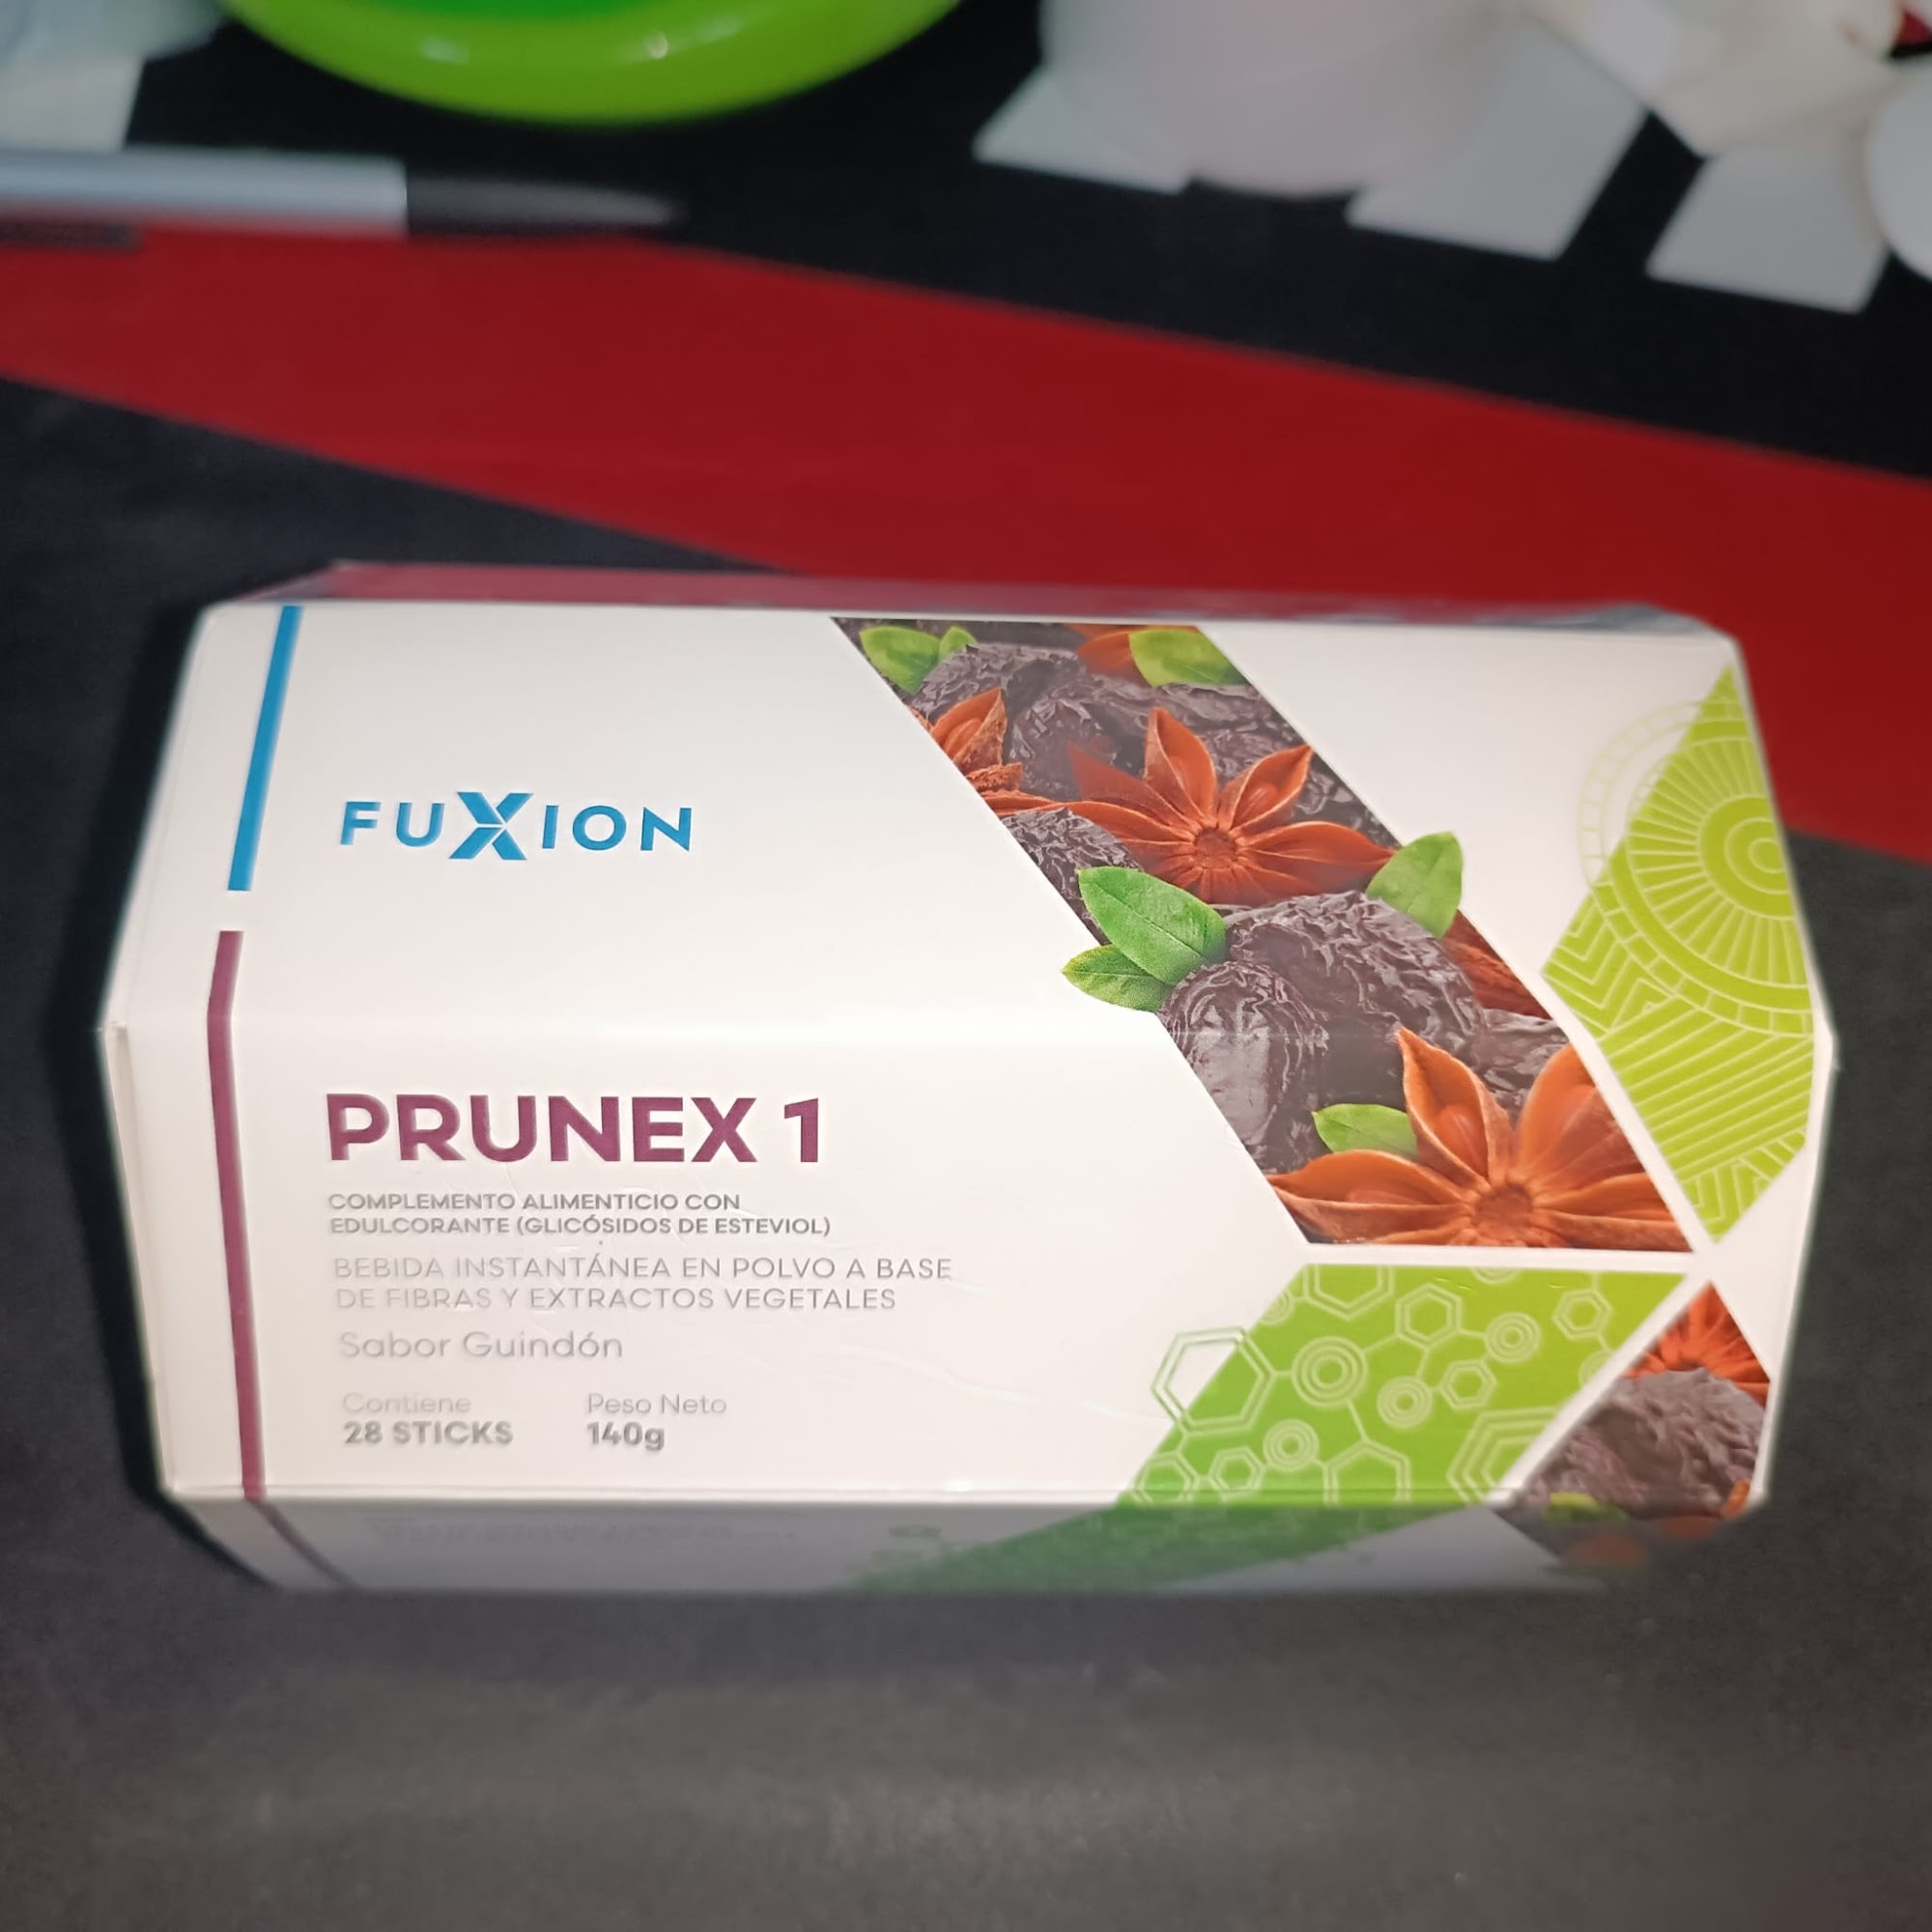 FUXION
PRUNEX 1
COMPLEMENTO ALIMENTICIO CON
EDULCORANTE (GLICÓSIDOS DE ESTEVIOL)
BEBIDA INSTANTÁNEA EN POLVO A BASE
DE FIBRAS Y EXTRACTOS VEGETALES
Sabor Guindón
Contiene Peso Neto
28 STICKS 140g